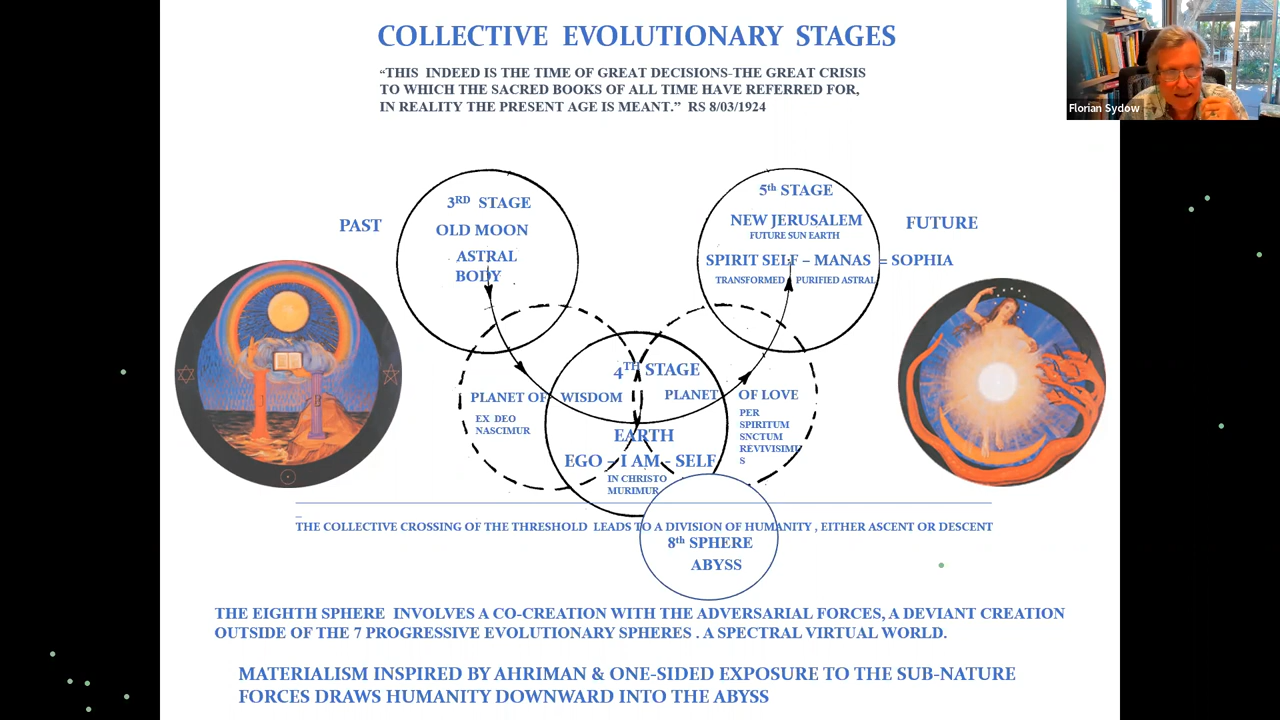 COLLECTIVE EVOLUTIONARY STAGES
“THIS INDEED IS THE TIME OF GREAT DECISIONS-THE GREAT CRISIS
TO WHICH THE SACRED BOOKS OF ALL TIME HAVE REFERRED FOR,
IN REALITY THE PRESENT AGE IS MEANT.” RS 8/03/1924
Florian Sydow
PAST
3RD STAGE
OLD MOON
ASTRAL
BODY
5th STAGE
NEW JERUSALEM
FUTURE SUN EARTH
SPIRIT SELF – MANAS = SOPHIA
TRANSFORMED PURIFIED ASTRAL
FUTURE
4TH STAGE
PLANET OF WISDOM
PLANET OF LOVE
EX DEO
NASCIMUR
PER
SPIRITUM
SNCTUM
REVIVISIME
S
EARTH
EGO – I AM - SELF
IN CHRISTO
MURIMUR
THE COLLECTIVE CROSSING OF THE THRESHOLD LEADS TO A DIVISION OF HUMANITY , EITHER ASCENT OR DESCENT
8th SPHERE
ABYSS
THE EIGHTH SPHERE INVOLVES A CO-CREATION WITH THE ADVERSARIAL FORCES, A DEVIANT CREATION
OUTSIDE OF THE 7 PROGRESSIVE EVOLUTIONARY SPHERES . A SPECTRAL VIRTUAL WORLD.
MATERIALISM INSPIRED BY AHRIMAN & ONE-SIDED EXPOSURE TO THE SUB-NATURE
FORCES DRAWS HUMANITY DOWNWARD INTO THE ABYSS